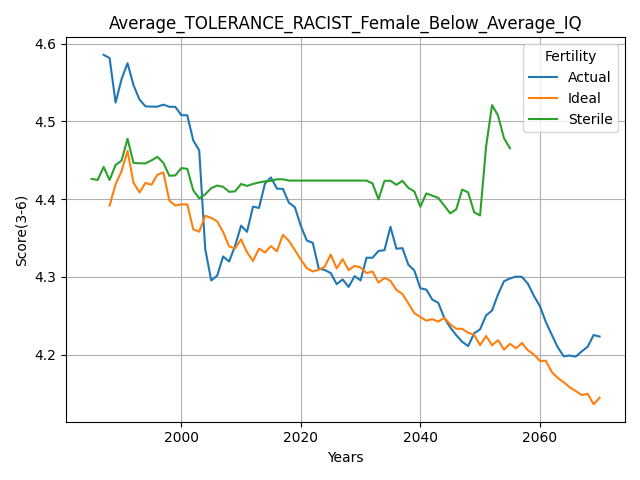 Average_TOLERANCE_RACIST_Female_Below_Average_IQ
Fertility
Actual
Ideal
Sterile
Score(3-6)
4.6
4.5
4.4
4.3
4.2
2000
2020
2040
2060
Years